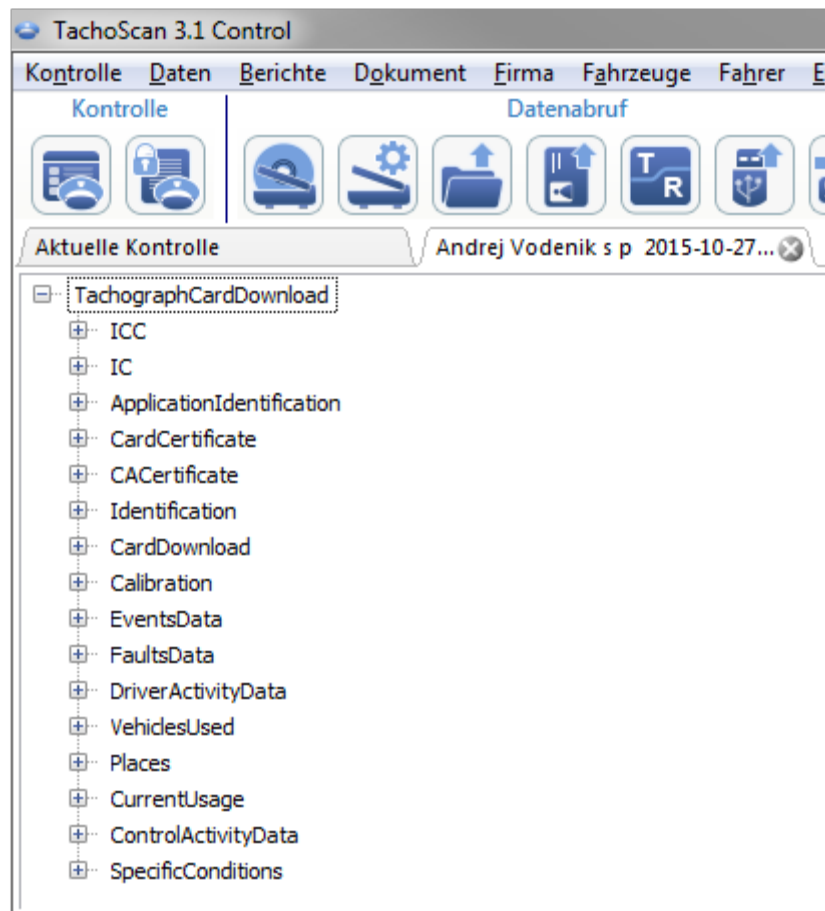 TachoScan 3.1 Control
Kontrolle Daten Berichte Dokument Firma Fahrzeuge Fahrer E
Kontrolle Datenabruf
T R
Aktuelle Kontrolle Andrej Vodenik s p 2015-10-27...
TachographCardDownload
ICC
IC
ApplicationIdentification
CardCertificate
CACertificate
Identification
CardDownload
Calibration
EventsData
FaultsData
DriverActivityData
VehiclesUsed
Places
CurrentUsage
ControlActivityData
SpecificConditions